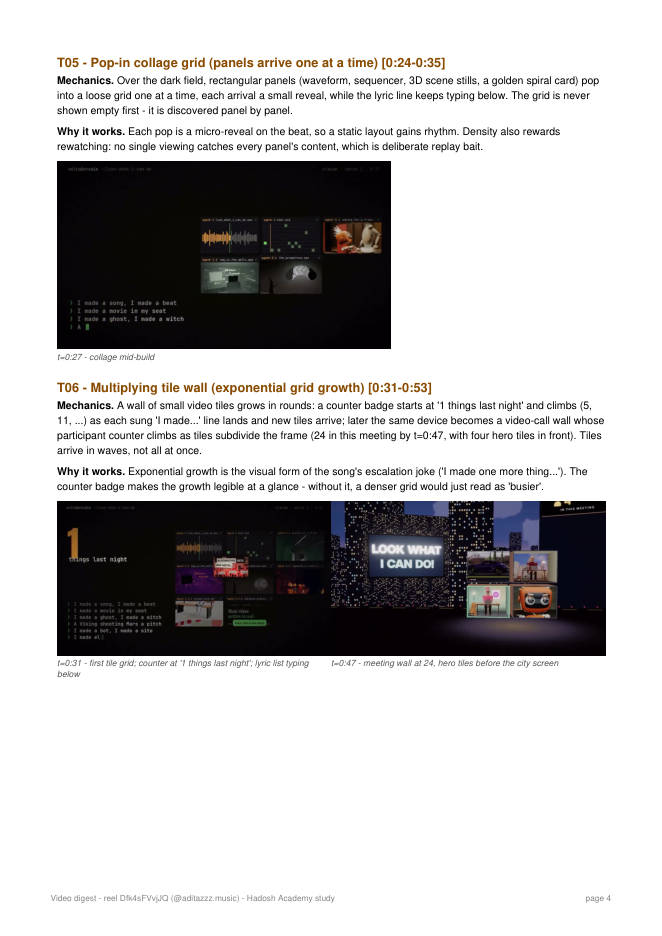 T05 - Pop-in collage grid (panels arrive one at a time) [0:24-0:35]
Mechanics. Over the dark field, rectangular panels (waveform, sequencer, 3D scene stills, a golden spiral card) pop
into a loose grid one at a time, each arrival a small reveal, while the lyric line keeps typing below. The grid is never
shown empty first - it is discovered panel by panel.
Why it works. Each pop is a micro-reveal on the beat, so a static layout gains rhythm. Density also rewards
rewatching: no single viewing catches every panel's content, which is deliberate replay bait.
) I made a song, I made a beat
) I made a movie in my seat
) I made a ghost, I made a witch
) A
t=0:27 - collage mid-build
T06 - Multiplying tile wall (exponential grid growth) [0:31-0:53]
Mechanics. A wall of small video tiles grows in rounds: a counter badge starts at '1 things last night' and climbs (5,
11, ...) as each sung 'I made...' line lands and new tiles arrive; later the same device becomes a video-call wall whose
participant counter climbs as tiles subdivide the frame (24 in this meeting by t=0:47, with four hero tiles in front). Tiles
arrive in waves, not all at once.
Why it works. Exponential growth is the visual form of the song's escalation joke ('I made one more thing...'). The
counter badge makes the growth legible at a glance - without it, a denser grid would just read as 'busier'.
1
things last night
) I made a song, I made a beat
) I made a movie in my seat
) I made a ghost, I made a witch
) A Viking shooting Mars a pitch
) I made a bot, I made a site
) I made al
IN THIS MEETING
LOOK WHAT
I CAN DO!
t=0:31 - first tile grid; counter at '1 things last night'; lyric list typing
below
t=0:47 - meeting wall at 24, hero tiles before the city screen
Video digest - reel Dfk4sFVvjJQ (@aditazzz.music) - Hadosh Academy study
page 4